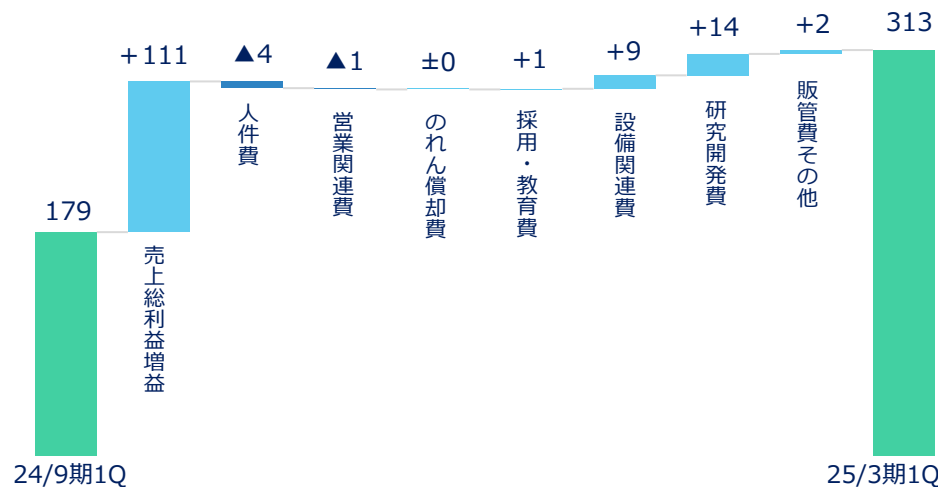 179
+111
▲4
▲1
±0
+1
+9
+14
+2
313
売上総利益増益
人件費
営業関連費
のれん償却費
採用・教育費
設備関連費
研究開発費
販管費その他
24/9期1Q
25/3期1Q